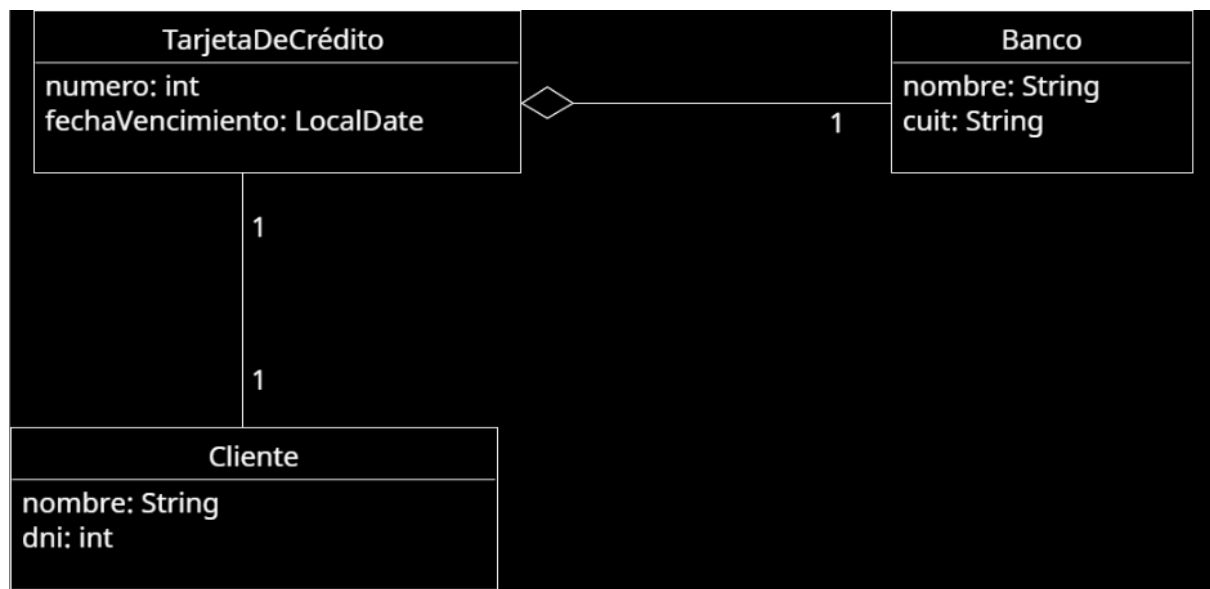 TarjetaDeCrédito
numero: int
fechaVencimiento: LocalDate
1
Banco
nombre: String
cuit: String
1
1
Cliente
nombre: String
dni: int